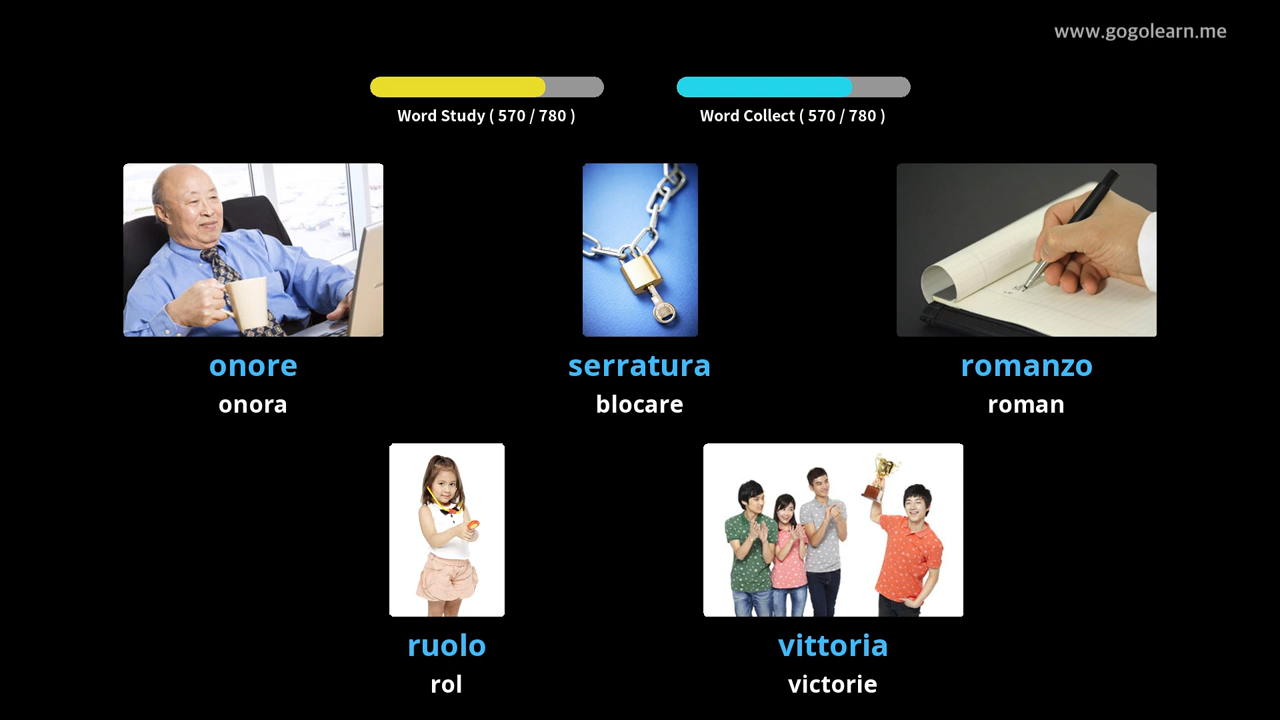 www.gogolearn.me
Word Study ( 570 / 780 )
Word Collect ( 570 / 780 )
onore
serratura
romanzo
onora
blocare
roman
ruolo
vittoria
rol
victorie